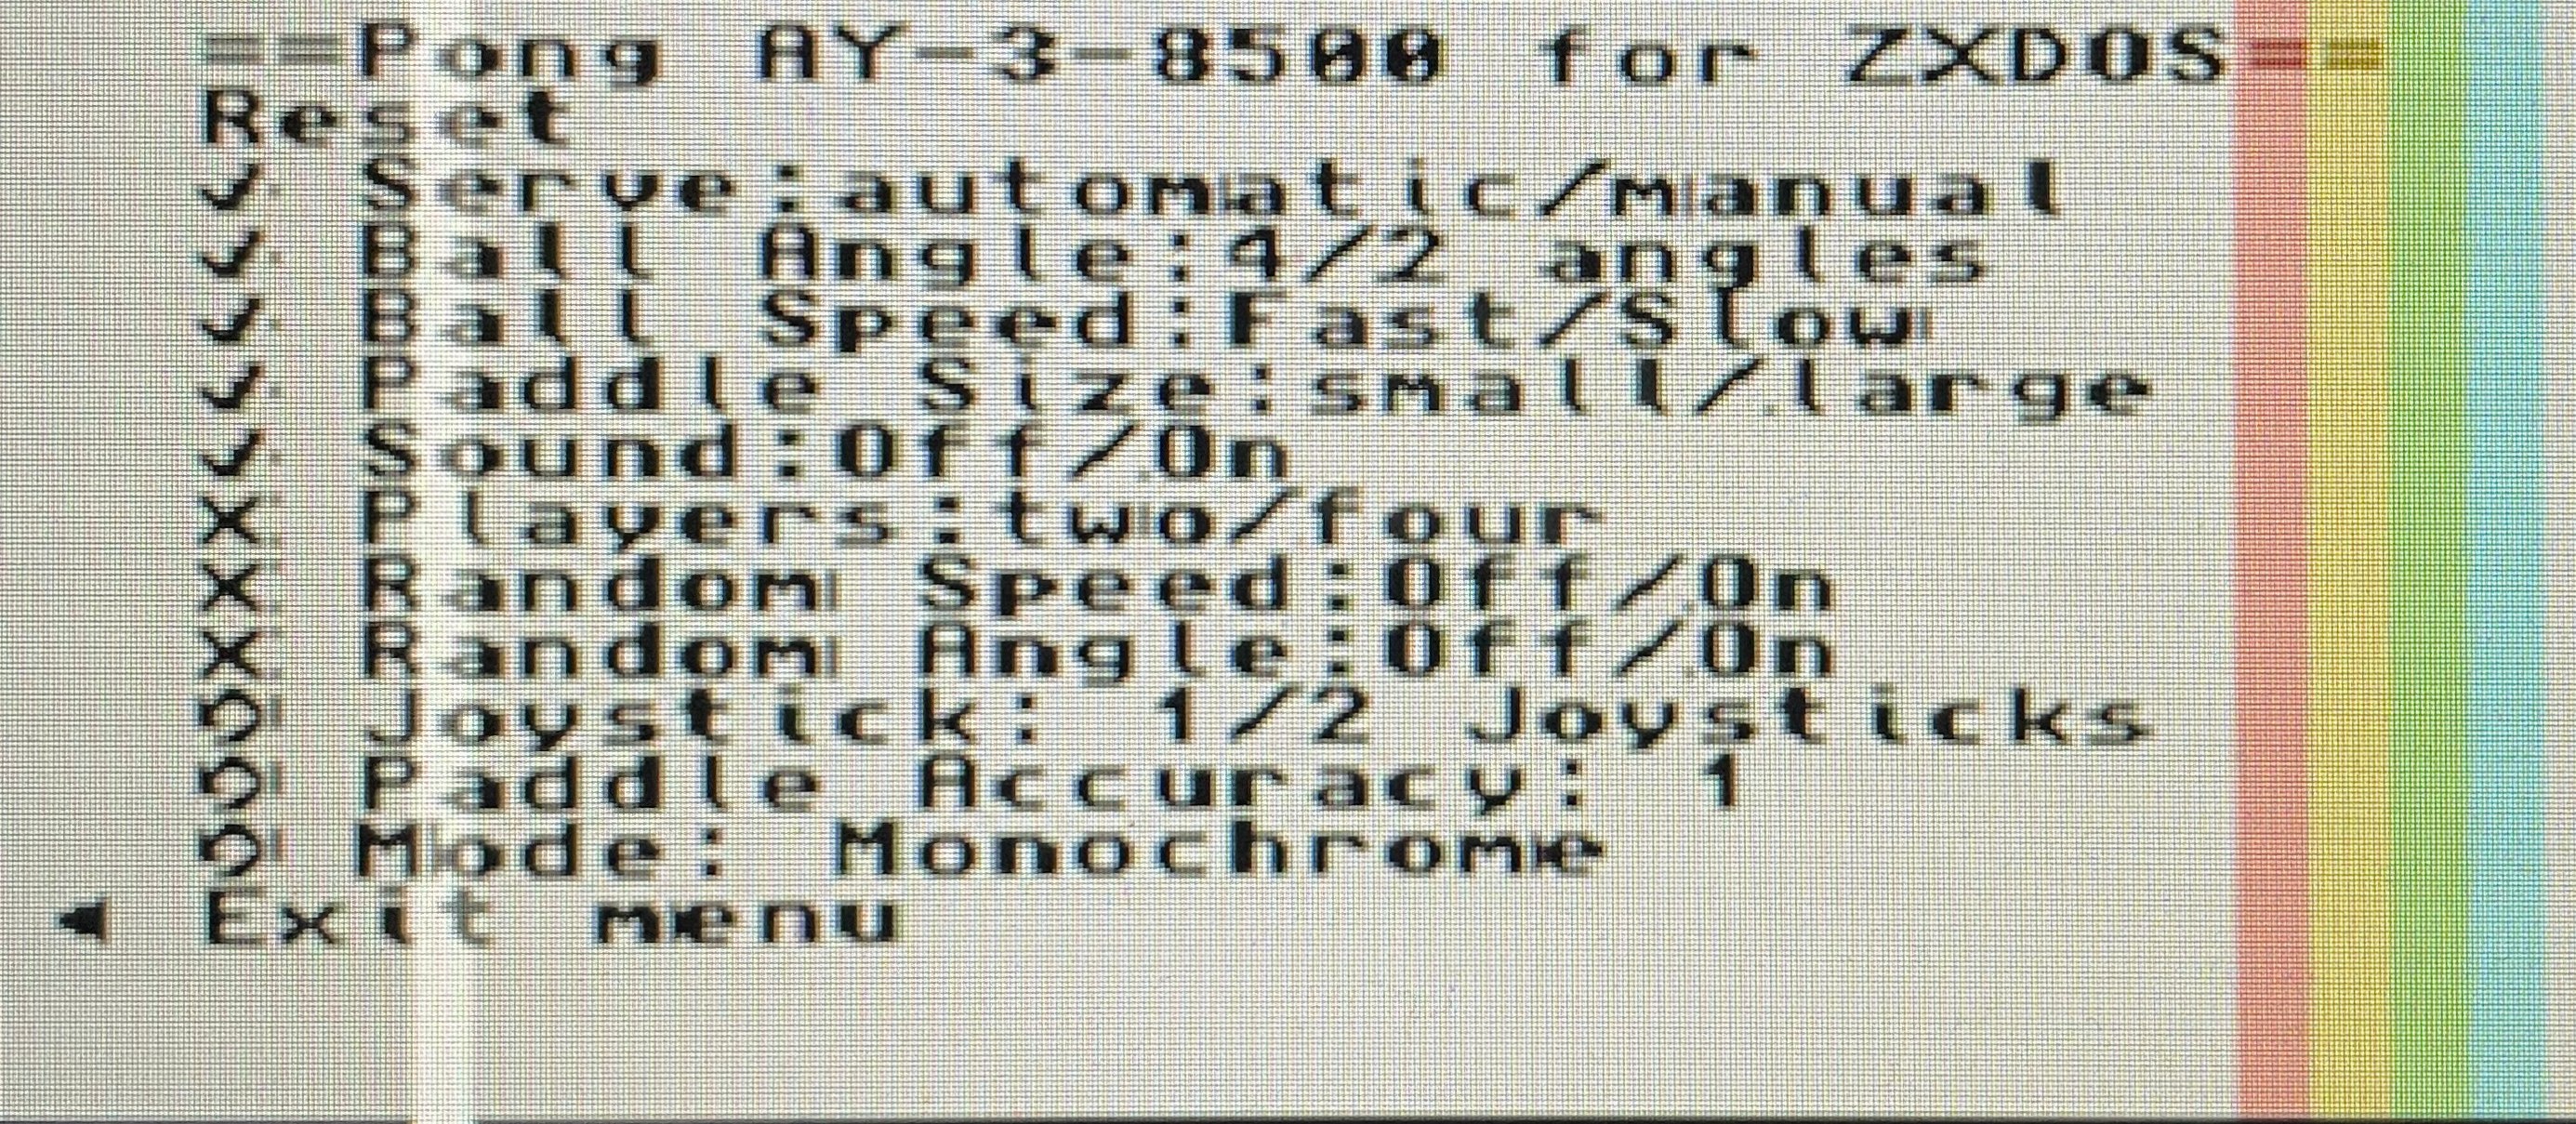 ==Pong AY-3-8500 for ZXDOS==
Reset
✓ Serve:automatic/manual
✓ Ball Angle:4/2 angles
✓ Ball Speed:Fast/Slow
✓ Paddle Size:small/large
✓ Sound:Off/On
X Players:two/four
X Random Speed:Off/On
X Random Angle:Off/On
Joystick: 1/2 Joysticks
Paddle Accuracy: 1
Mode: Monochrome
◀ Exit menu